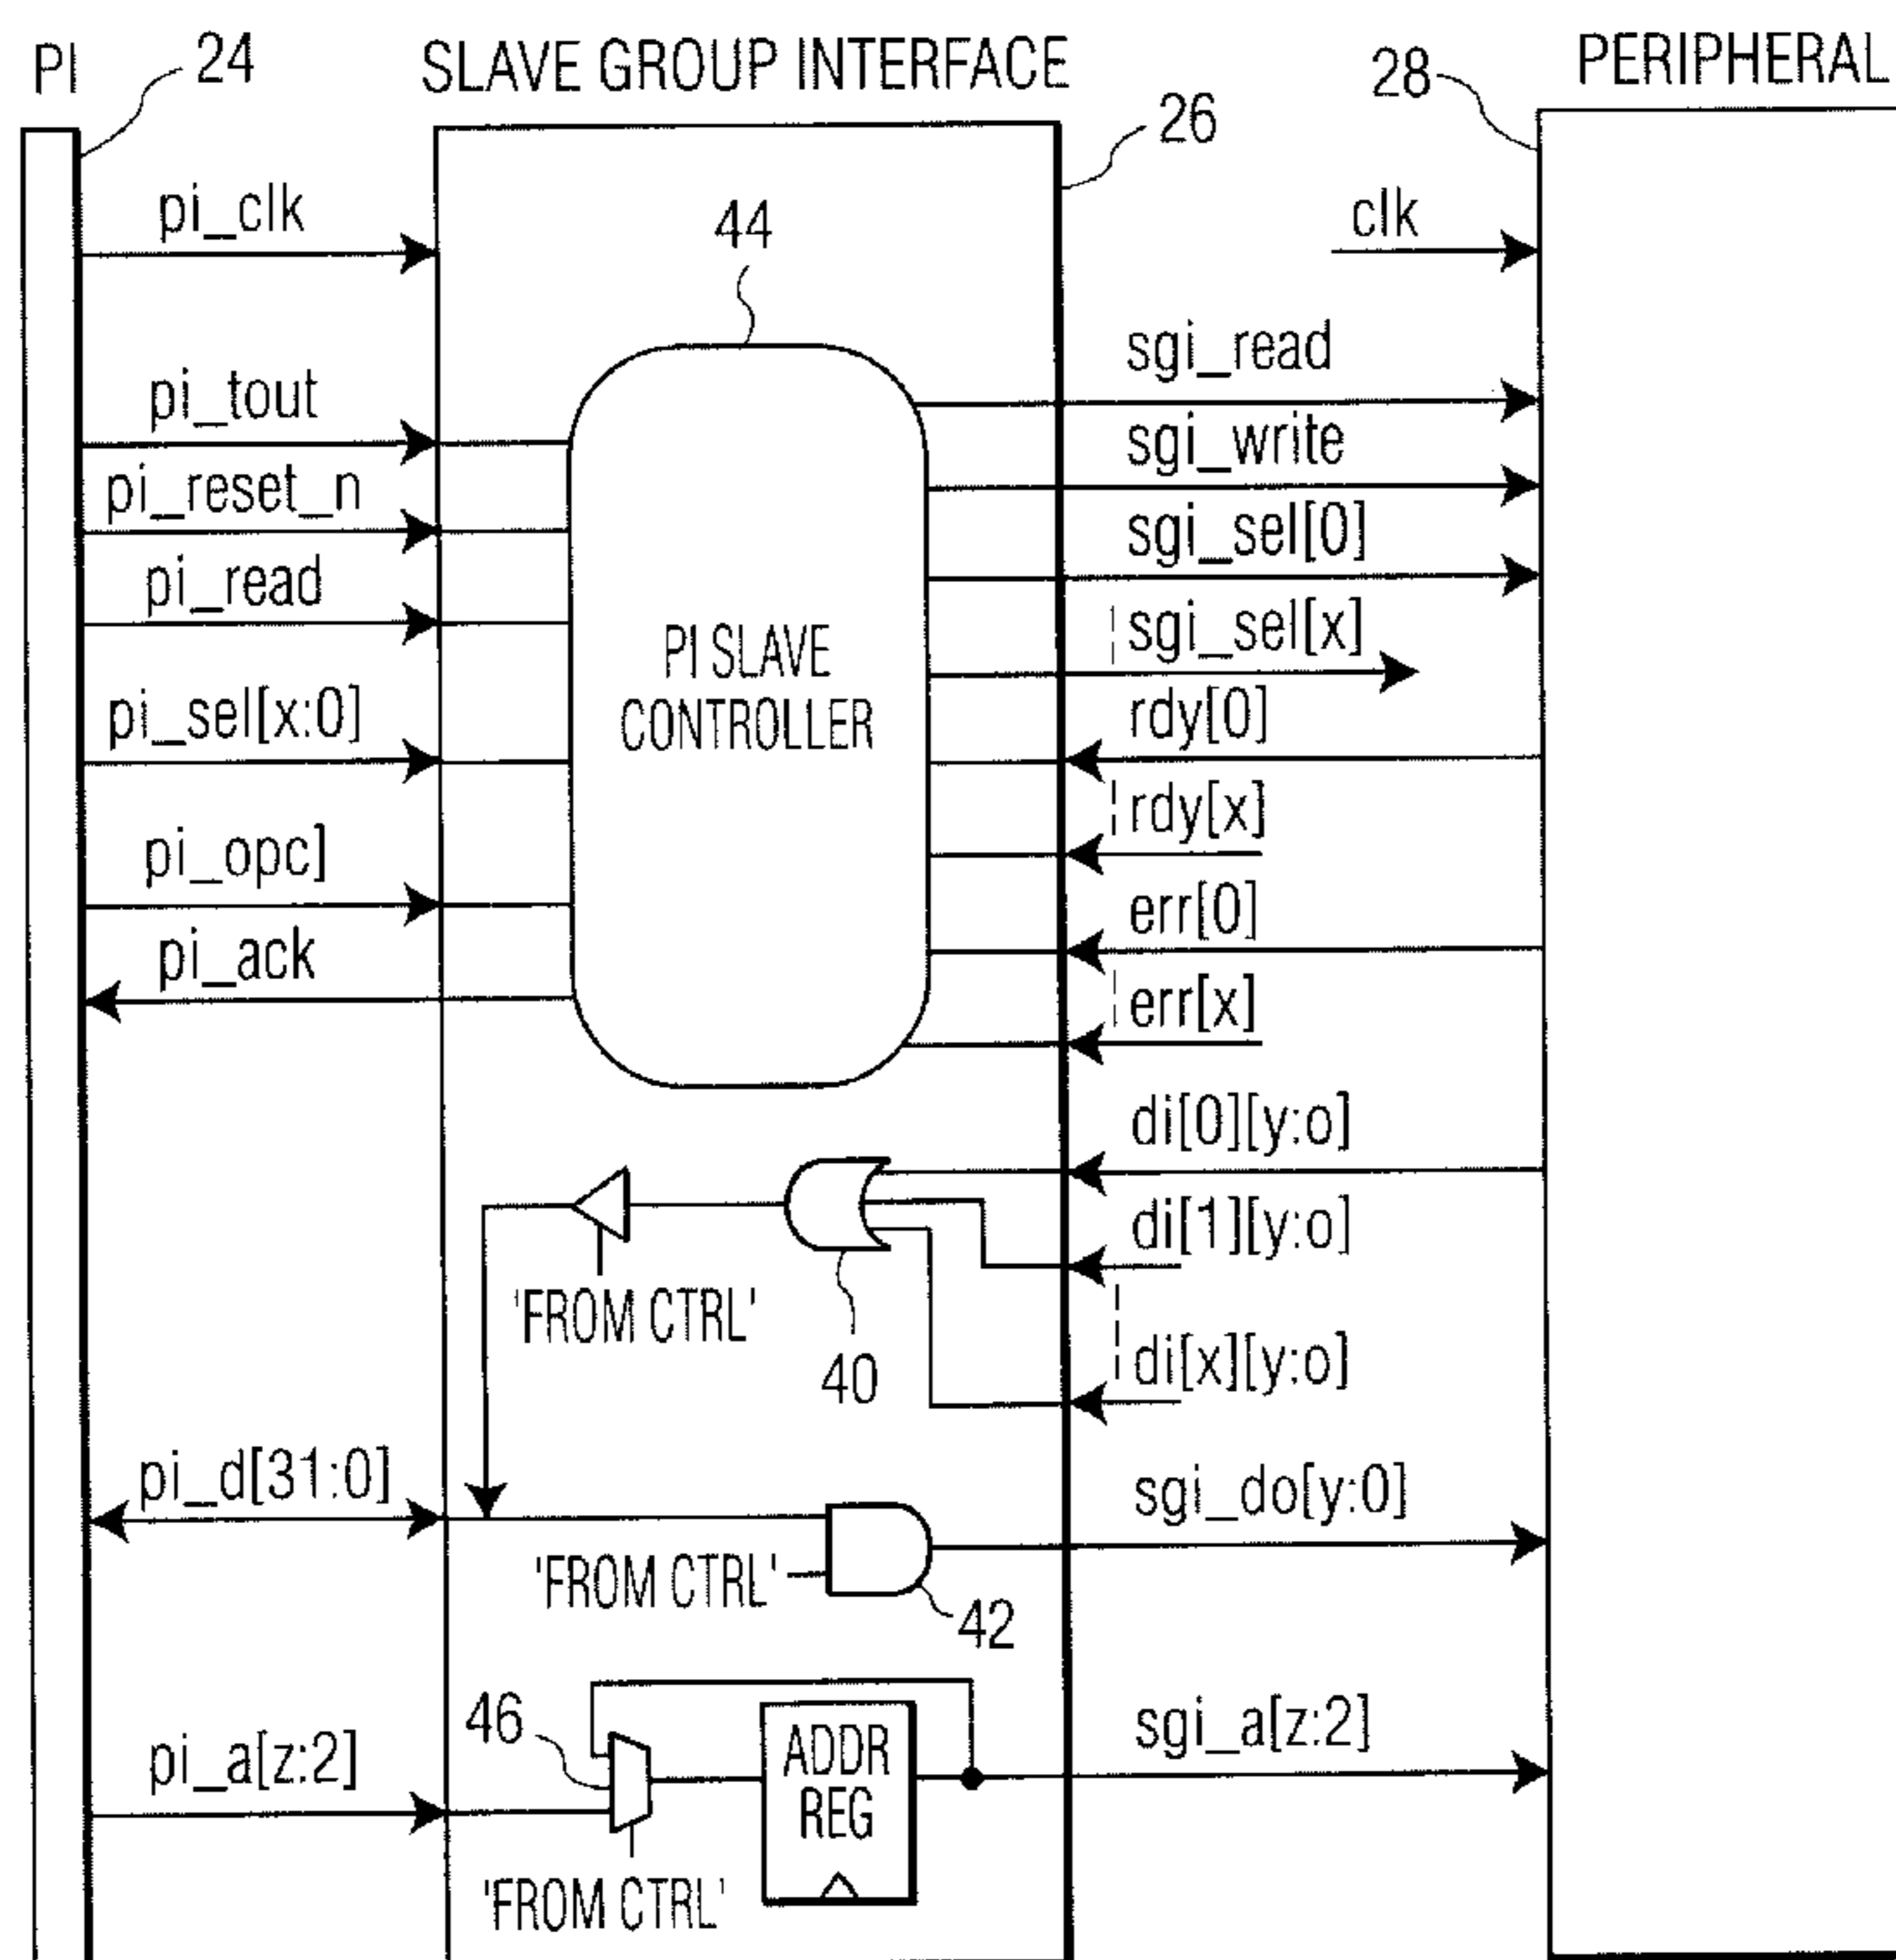 PI
24
SLAVE GROUP INTERFACE
26
28
PERIPHERAL
pi_clk
44
clk
pi_tout
pi_reset_n
pi_read
pi_sel[x:0]
pi_opc]
pi_ack
PI SLAVE
CONTROLLER
sgi_read
sgi_write
sgi_sel[0]
sgi_sel[x]
rdy[0]
rdy[x]
err[0]
err[x]
di[0][y:o]
di[1][y:o]
di[x][y:o]
'FROM CTRL'
40
pi_d[31:0]
'FROM CTRL'
42
sgi_do[y:0]
46
pi_a[z:2]
ADDR
REG
'FROM CTRL'
sgi_a[z:2]